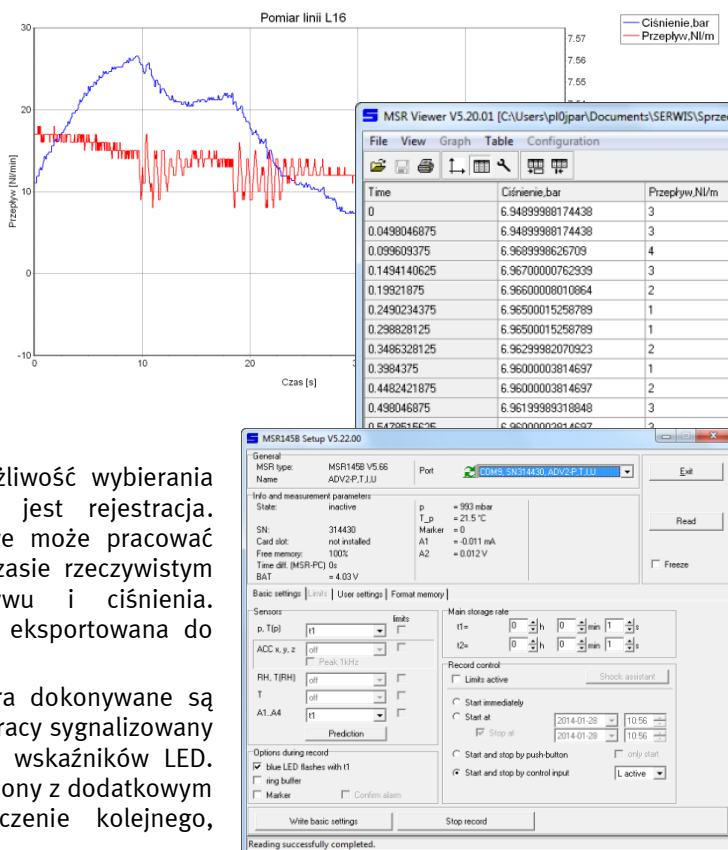 Pomiar linii L16
Ciśnienie,bar
Przepływ,Nl/m
30
20
10
0
-10
Przepływ [Nl/min]
0
10
20
Czas [s]
7.57
7.56
7.55
MSR Viewer V5.20.01 [C:\Users\pl0jpar\Documents\SERWIS\Sprze
File View Graph Table Configuration
Time Ciśnienie,bar Przepływ,Nl/m
0 6.94899988174438 3
0.0498046875 6.94899988174438 3
0.099609375 6.9689998626709 4
0.1494140625 6.96700000762939 3
0.19921875 6.96600008010864 2
0.2490234375 6.96500015258789 1
0.298828125 6.96500015258789 1
0.3486328125 6.96299982070923 2
0.3984375 6.96000003814697 1
0.4482421875 6.96000003814697 2
0.498046875 6.96199989318848 3
0.5478515625 6.96000003814697
żliwość wybierania
jest rejestracja.
re może pracować
zasie rzeczywistym
wu i ciśnienia.
eksportowana do
ra dokonywane są
racy sygnalizowany
wskaźników LED.
ony z dodatkowym
czenie kolejnego,
MSR145B Setup V5.22.00
General
MSR type: MSR145B V5.66
Name ADV2-P,T,I,U
Port COM9, SN314430, ADV2-P,T,I,U
Exit
Info and measurement parameters
State: inactive
SN: 314430
Card slot: not installed
Free memory: 100%
Time diff. (MSR-PC) 0s
BAT = 4.03 V
p = 993 mbar
T_p = 21.5 °C
Marker = 0
A1 = -0.011 mA
A2 = 0.012 V
Read
Freeze
Basic settings Limits User settings Format memory
Sensors
limits
p, T(p) t1
ACC x, y, z off
Peak 1kHz
RH, T(RH) off
T off
A1..A4 t1
Prediction
Main storage rate
t1= 0 h 0 min 1 s
t2= 0 h 0 min 1 s
Record control
Limits active Shock assistant
Start immediately
Start at 2014-01-28 10:56
Stop at 2014-01-28 10:56
Start and stop by push-button only start
Start and stop by control input L active
Options during record
blue LED flashes with t1
ring buffer
Marker Confirm alarm
Write basic settings Stop record
Reading successfully completed.